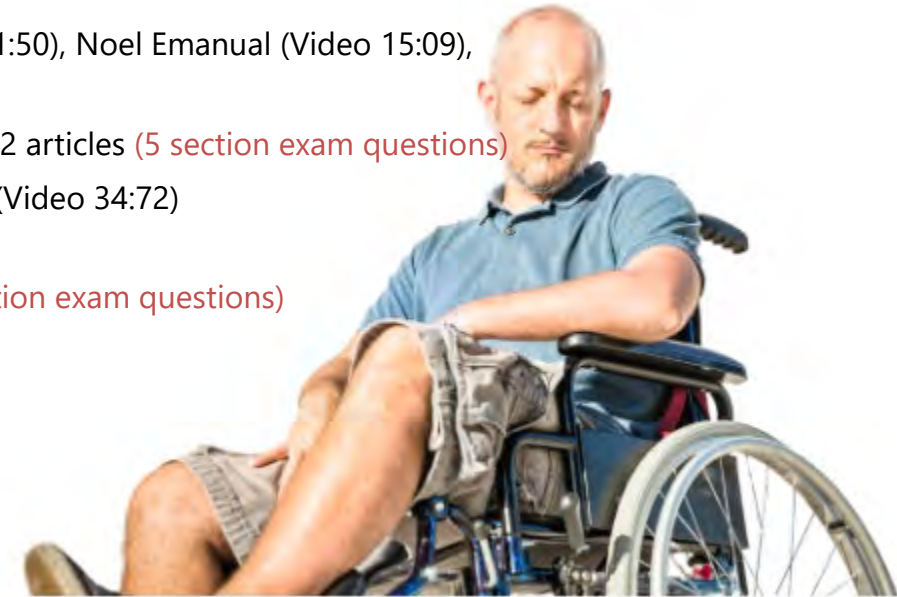 1:50), Noel Emanual (Video 15:09),
2 articles (5 section exam questions)
(Video 34:72)
tion exam questions)